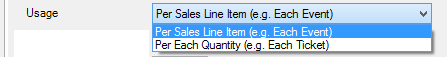 Usage Per Sales Line Item (e.g. Each Event)
Per Sales Line Item (e.g. Each Event)
Per Each Quantity (e.g. Each Ticket)